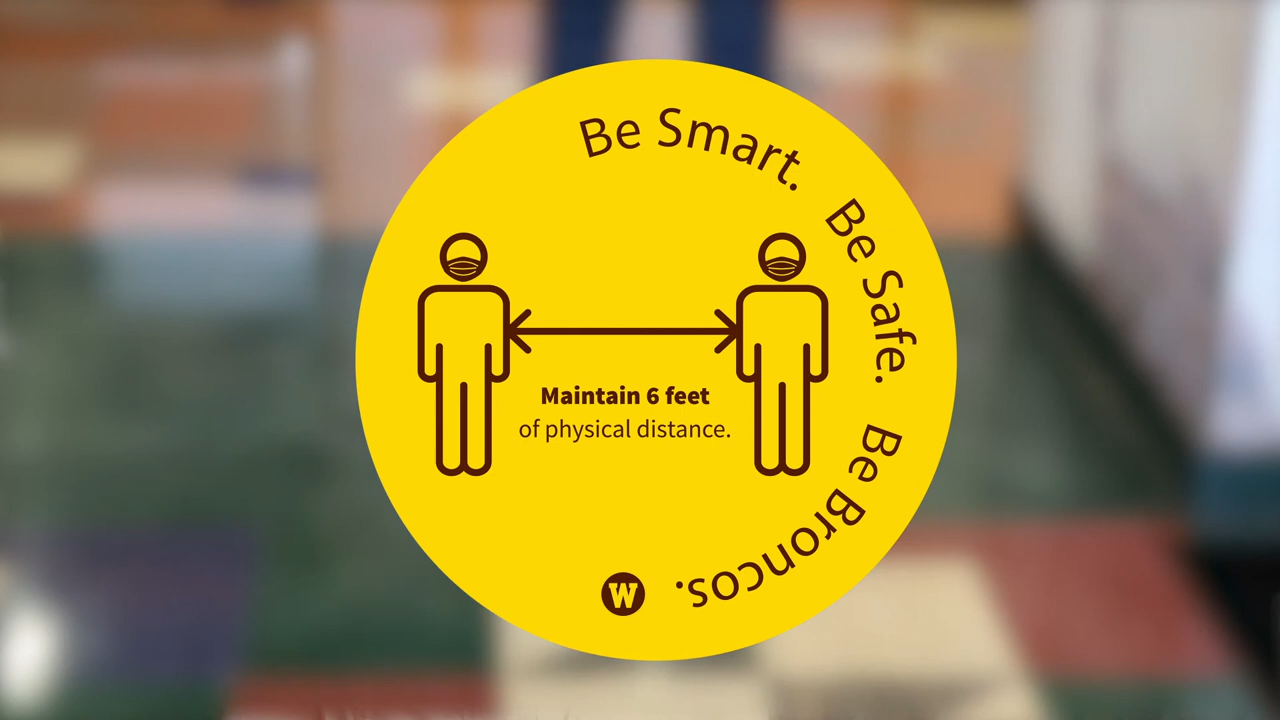 Be Smart. Be Safe. Be Broncos.
Maintain 6 feet
of physical distance.
W